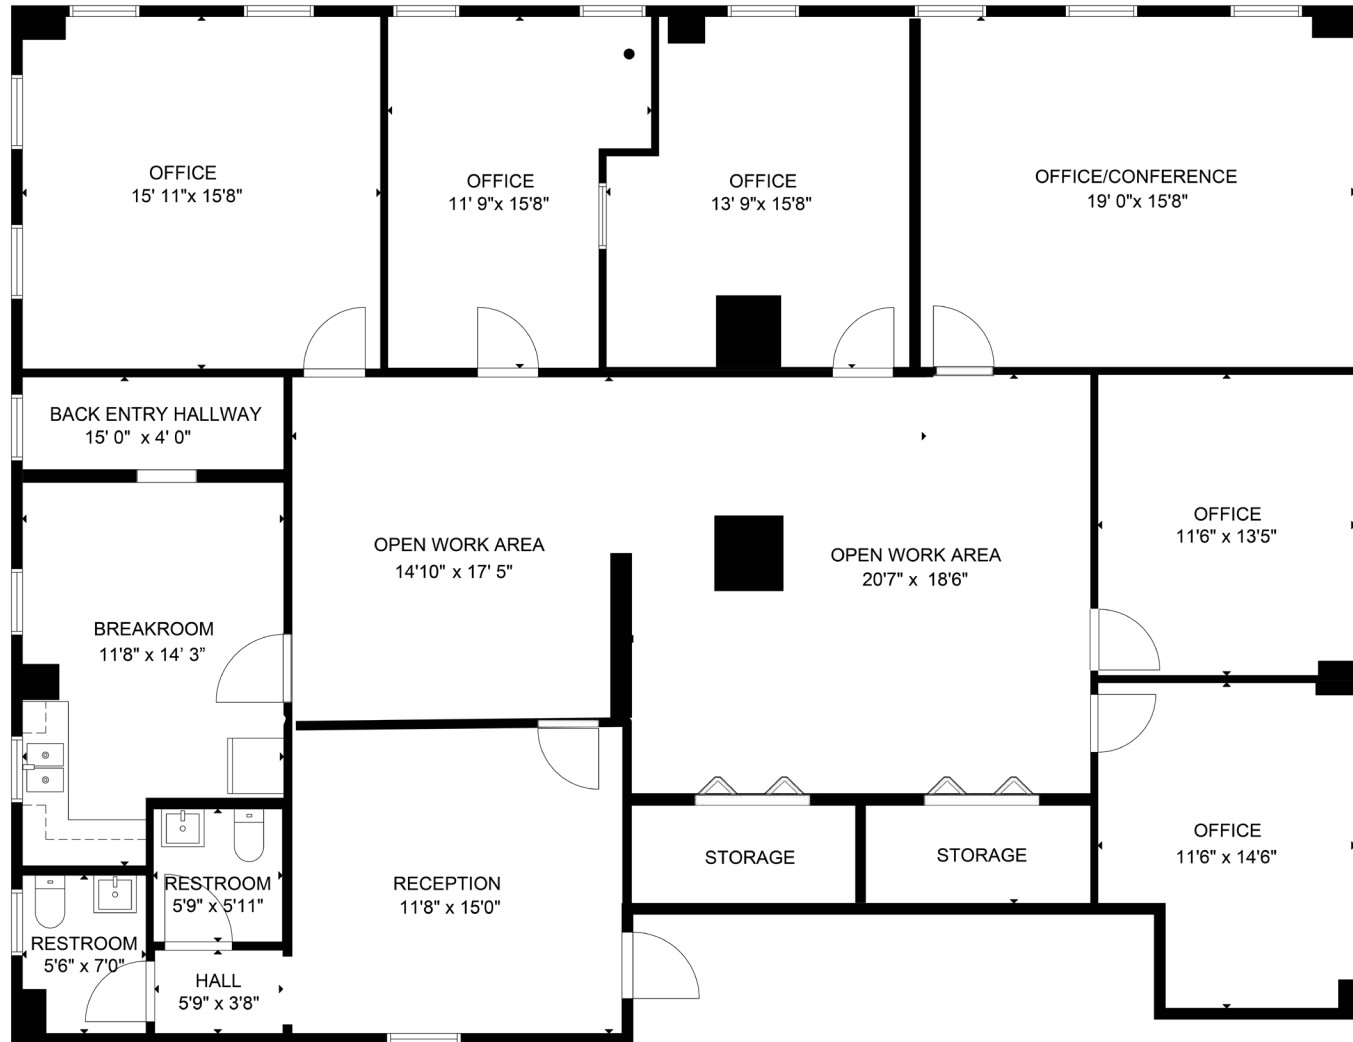 OFFICE
15' 11"x 15'8"
OFFICE
11' 9"x 15'8"
OFFICE
13' 9"x 15'8"
OFFICE/CONFERENCE
19' 0"x 15'8"
BACK ENTRY HALLWAY
15' 0"  x 4' 0"
OPEN WORK AREA
14'10" x 17' 5"
OPEN WORK AREA
20'7" x  18'6"
OFFICE
11'6" x 13'5"
BREAKROOM
11'8" x 14' 3”
OFFICE
11'6" x 14'6"
STORAGE
STORAGE
RESTROOM
5'9" x 5'11"
RECEPTION
11'8" x 15'0"
RESTROOM
5'6" x 7'0"
HALL
5'9" x 3'8"